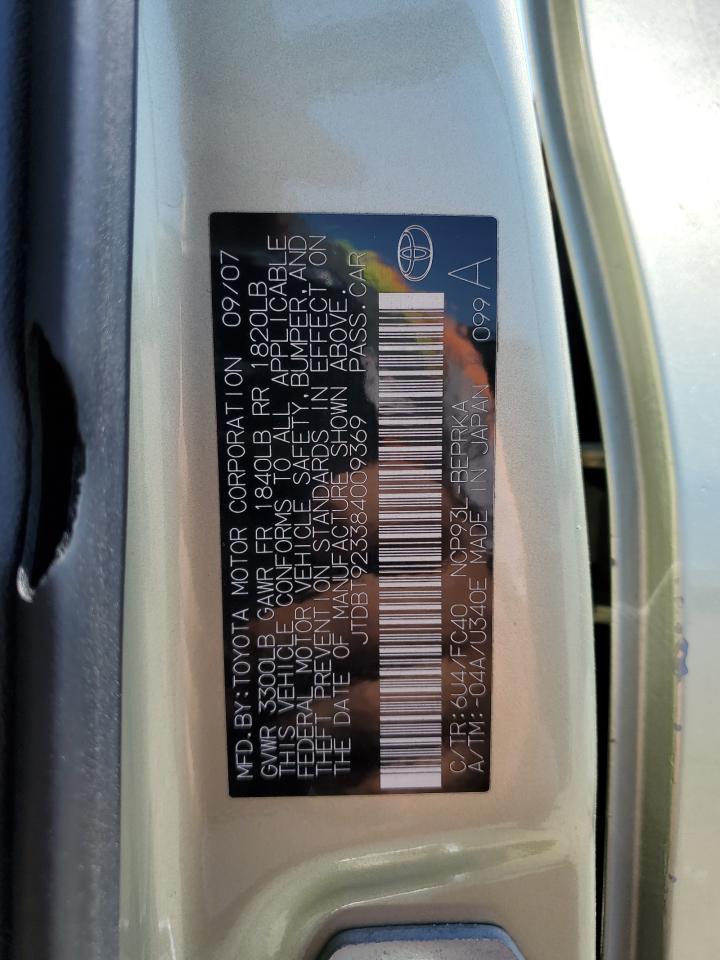 MFD. BY: TOYOTA MOTOR CORPORATION 09/07
GVWR 3300LB GAWR FR 1840LB RR 1820LB
THIS VEHICLE CONFORMS TO ALL APPLICABLE
FEDERAL MOTOR VEHICLE SAFETY, BUMPER, AND
THEFT PREVENTION STANDARDS IN EFFECT ON
THE DATE OF MANUFACTURE SHOWN ABOVE.
JTDBT923384009369 PASS. CAR
C/TR: 6U4/FC40 NCP93L-BEPRKA 099 A
A/TM: -04A/U340E MADE IN JAPAN